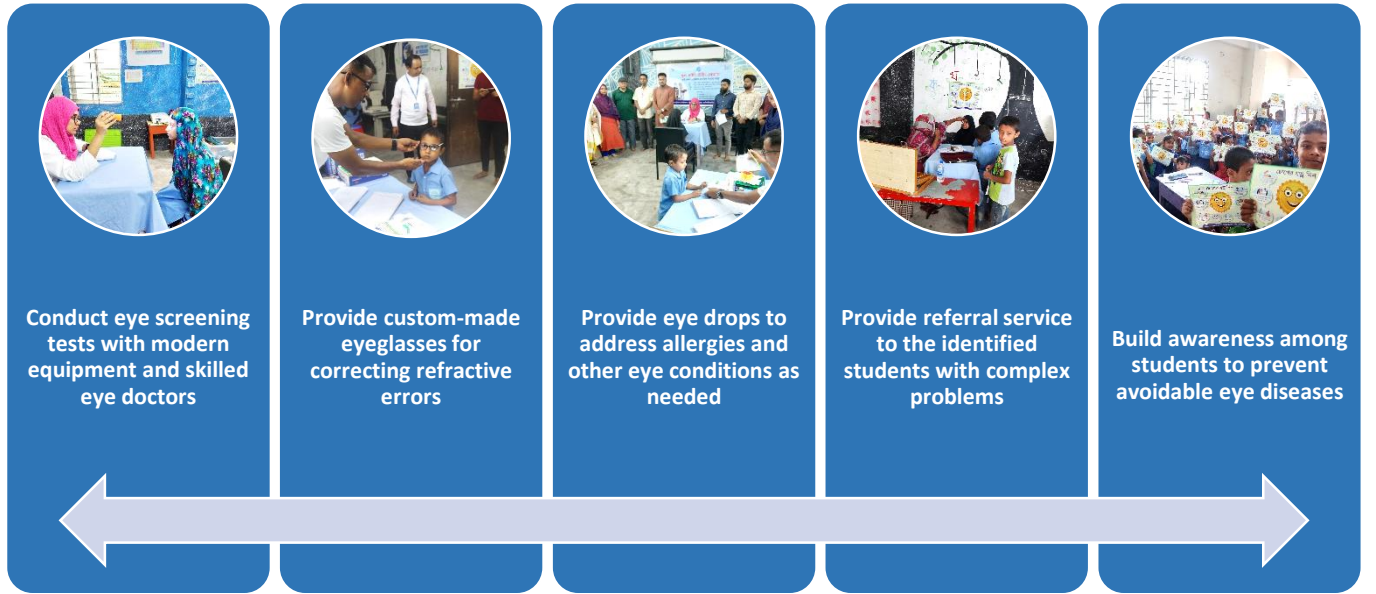 Conduct eye screening
tests with modern
equipment and skilled
eye doctors
Provide custom-made
eyeglasses for
correcting refractive
errors
Provide eye drops to
address allergies and
other eye conditions as
needed
Provide referral service
to the identified
students with complex
problems
Build awareness among
students to prevent
avoidable eye diseases